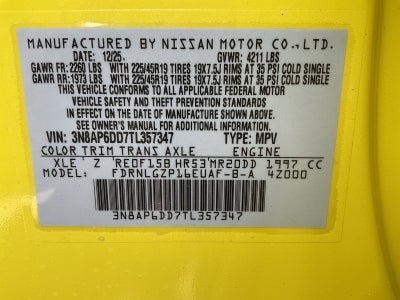 MANUFACTURED BY NISSAN MOTOR CO.,LTD.
DATE: 12/25 GVWR: 4211 LBS
GAWR FR: 2260 LBS WITH 225/45R19 TIRES 19X7.5J RIMS AT 35 PSI COLD SINGLE
GAWR RR: 1973 LBS WITH 225/45R19 TIRES 19X7.5J RIMS AT 35 PSI COLD SINGLE
THIS VEHICLE CONFORMS TO ALL APPLICABLE FEDERAL MOTOR
VEHICLE SAFETY AND THEFT PREVENTION STANDARDS
IN EFFECT ON THE DATE OF MANUFACTURE SHOWN ABOVE.
SEE OWNER'S MANUAL FOR ADDITIONAL INFORMATION.
VIN: 3N8AP6DD7TL357347 TYPE: MPV
COLOR TRIM TRANS AXLE ENGINE
XLE Z RE0F15B HR53 MR20DD 1997 CC
MODEL: FDRNLGZP16EUAF-B-A 4Z000
3N8AP6DD7TL357347